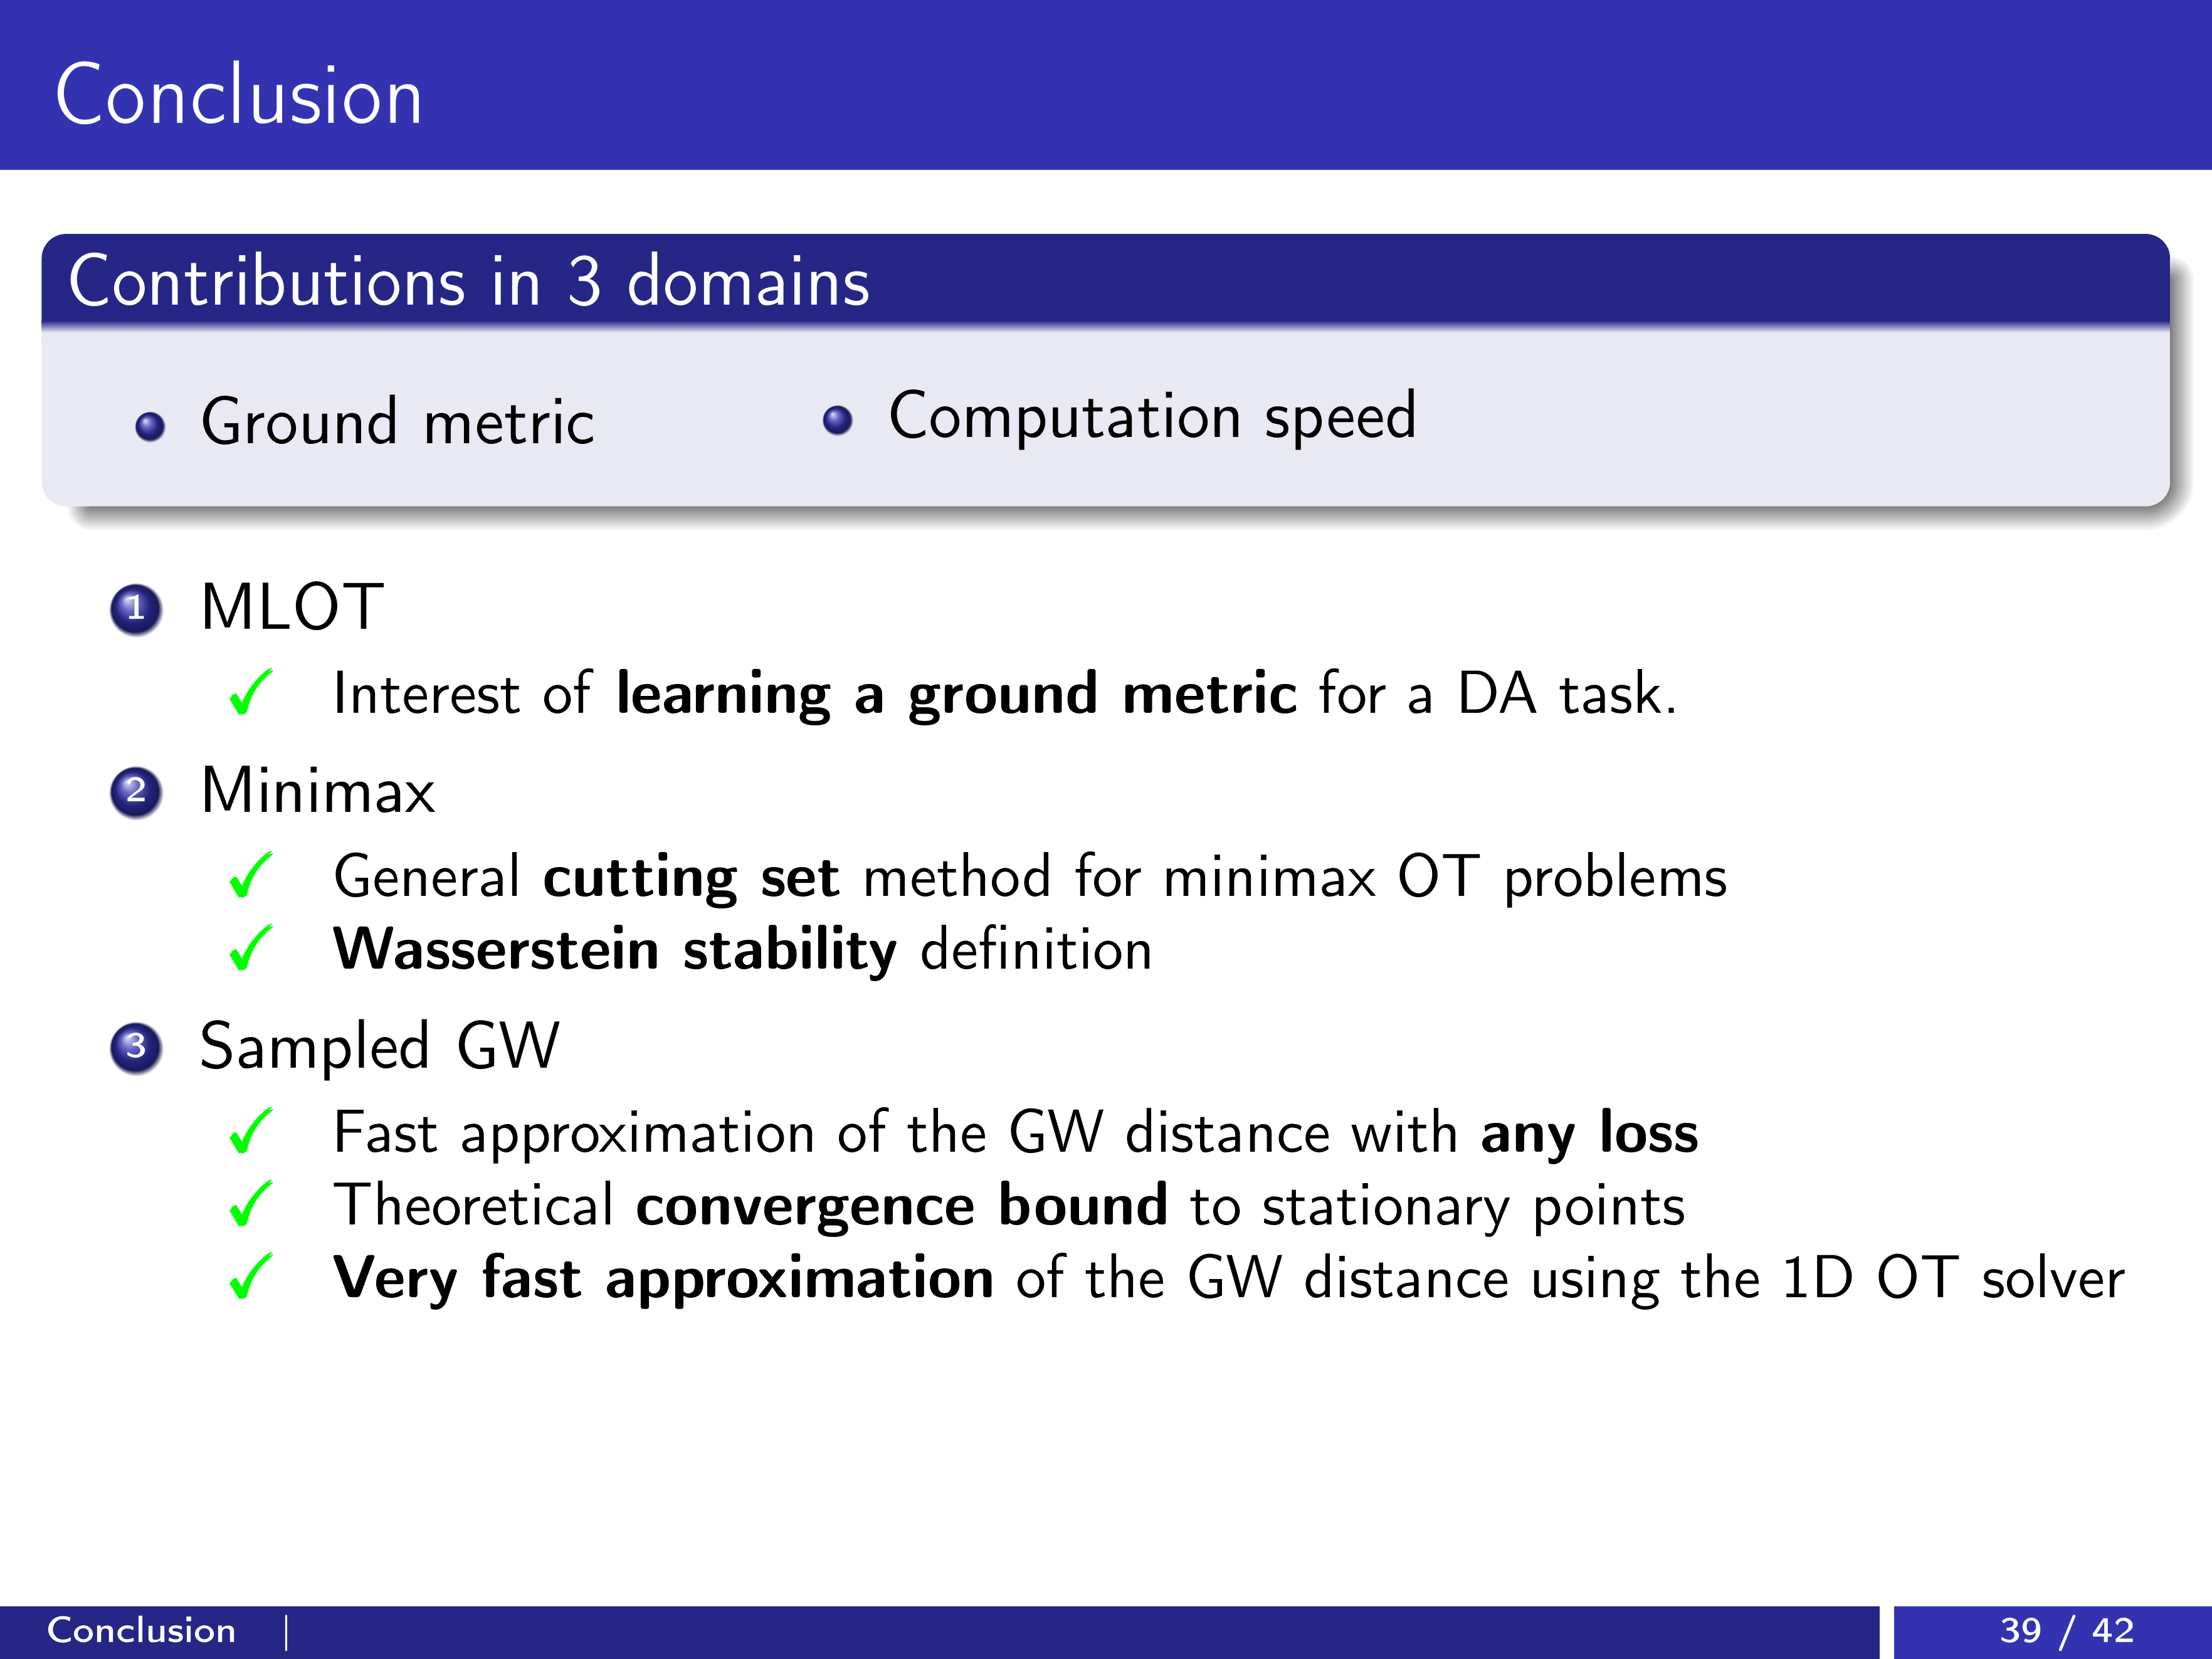 Conclusion
Contributions in 3 domains
Ground metric
Computation speed
1 MLOT
✓ Interest of learning a ground metric for a DA task.
2 Minimax
✓ General cutting set method for minimax OT problems
✓ Wasserstein stability definition
3 Sampled GW
✓ Fast approximation of the GW distance with any loss
✓ Theoretical convergence bound to stationary points
✓ Very fast approximation of the GW distance using the 1D OT solver
Conclusion |
39 / 42